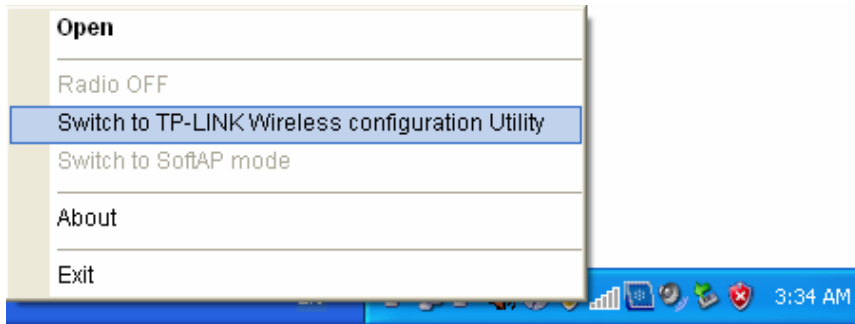 Open
Radio OFF
Switch to TP-LINK Wireless configuration Utility
Switch to SoftAP mode
About
Exit
3:34 AM